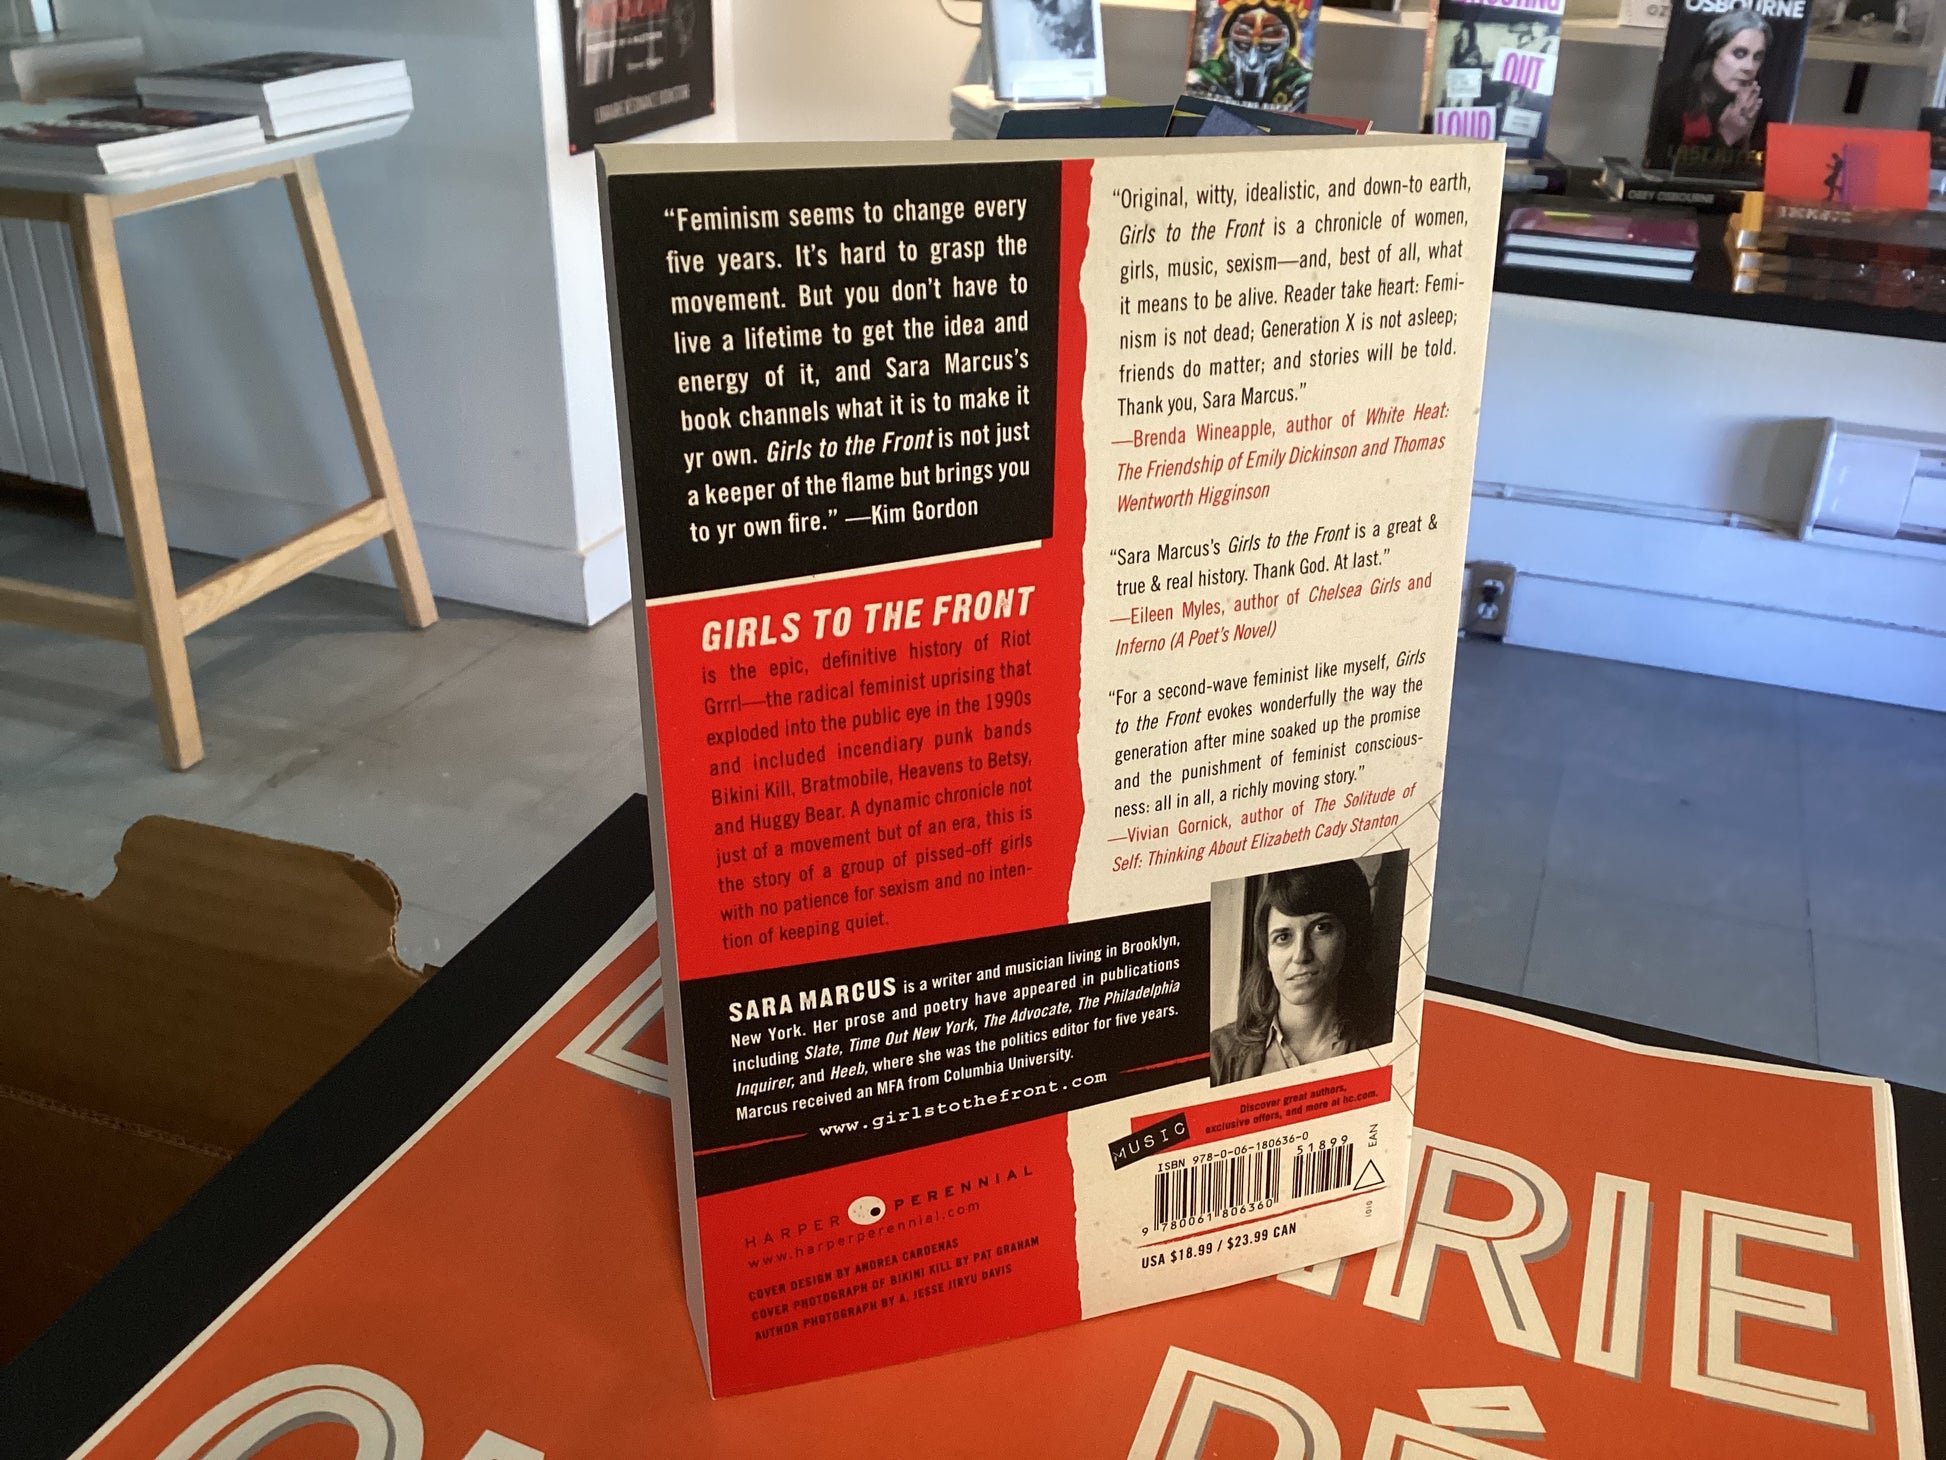 OUT
LOUD
OSBOURNE
OZZY OSBOURNE
“Feminism seems to change every
five years. It’s hard to grasp the
movement. But you don’t have to
live a lifetime to get the idea and
energy of it, and Sara Marcus’s
book channels what it is to make it
yr own. Girls to the Front is not just
a keeper of the flame but brings you
to yr own fire.” —Kim Gordon
GIRLS TO THE FRONT
is the epic, definitive history of Riot
Grrrl—the radical feminist uprising that
exploded into the public eye in the 1990s
and included incendiary punk bands
Bikini Kill, Bratmobile, Heavens to Betsy,
and Huggy Bear. A dynamic chronicle not
just of a movement but of an era, this is
the story of a group of pissed-off girls
with no patience for sexism and no inten-
tion of keeping quiet.
“Original, witty, idealistic, and down-to earth,
Girls to the Front is a chronicle of women,
girls, music, sexism—and, best of all, what
it means to be alive. Reader take heart: Femi-
nism is not dead; Generation X is not asleep;
friends do matter; and stories will be told.
Thank you, Sara Marcus.”
—Brenda Wineapple, author of White Heat:
The Friendship of Emily Dickinson and Thomas
Wentworth Higginson
“Sara Marcus’s Girls to the Front is a great &
true & real history. Thank God. At last.”
—Eileen Myles, author of Chelsea Girls and
Inferno (A Poet’s Novel)
“For a second-wave feminist like myself, Girls
to the Front evokes wonderfully the way the
generation after mine soaked up the promise
and the punishment of feminist conscious-
ness: all in all, a richly moving story.”
—Vivian Gornick, author of The Solitude of
Self: Thinking About Elizabeth Cady Stanton
SARA MARCUS is a writer and musician living in Brooklyn,
New York. Her prose and poetry have appeared in publications
including Slate, Time Out New York, The Advocate, The Philadelphia
Inquirer, and Heeb, where she was the politics editor for five years.
Marcus received an MFA from Columbia University.
www.girlstothefront.com
Discover great authors,
exclusive offers, and more at hc.com.
MUSIC
ISBN 978-0-06-180636-0
51899
EAN
9 780061 806360
1010
USA $18.99 / $23.99 CAN
HARPER PERENNIAL
www.harperperennial.com
COVER DESIGN BY ANDREA CARDENAS
COVER PHOTOGRAPH OF BIKINI KILL BY PAT GRAHAM
AUTHOR PHOTOGRAPH BY A. JESSE JIRYU DAVIS
RIE